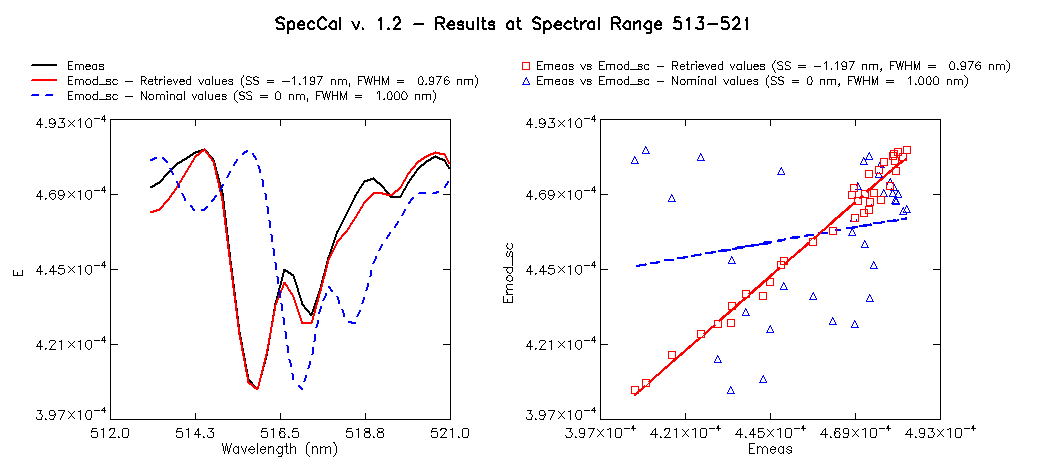 SpecCal v. 1.2 – Results at Spectral Range 513–521
Emeas
Emod_sc – Retrieved values (SS = –1.197 nm, FWHM = 0.976 nm)
Emod_sc – Nominal values (SS = 0 nm, FWHM = 1.000 nm)
4.93×10⁻⁴
4.69×10⁻⁴
4.45×10⁻⁴
4.21×10⁻⁴
3.97×10⁻⁴
E
512.0 514.3 516.5 518.8 521.0
Wavelength (nm)
Emeas vs Emod_sc – Retrieved values (SS = –1.197 nm, FWHM = 0.976 nm)
Emeas vs Emod_sc – Nominal values (SS = 0 nm, FWHM = 1.000 nm)
4.93×10⁻⁴
4.69×10⁻⁴
4.45×10⁻⁴
4.21×10⁻⁴
3.97×10⁻⁴
Emod_sc
3.97×10⁻⁴ 4.21×10⁻⁴ 4.45×10⁻⁴ 4.69×10⁻⁴ 4.93×10⁻⁴
Emeas